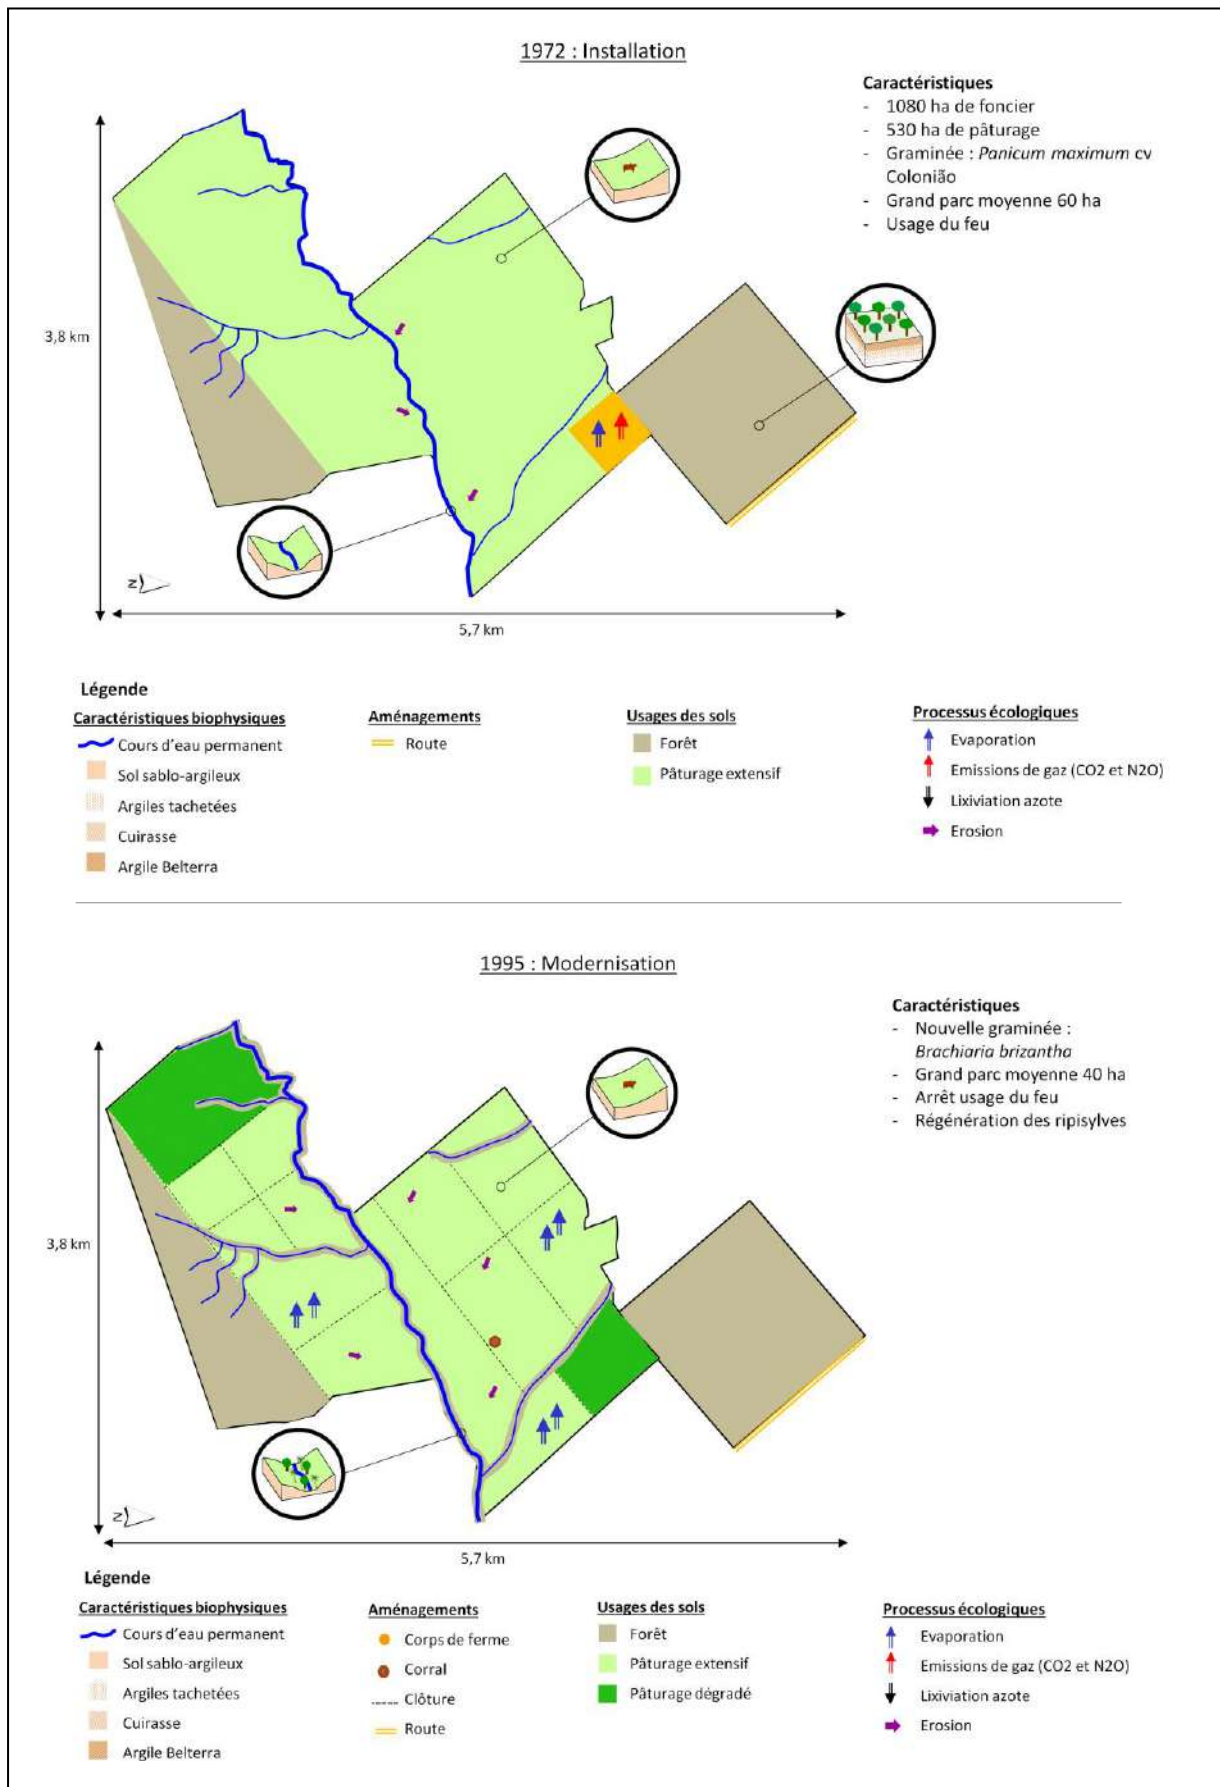 1972 : Installation
Caractéristiques
- 1080 ha de foncier
- 530 ha de pâturage
- Graminée : Panicum maximum cv
Colonião
- Grand parc moyenne 60 ha
- Usage du feu
3,8 km
N
5,7 km
Légende
Caractéristiques biophysiques
Cours d'eau permanent
Sol sablo-argileux
Argiles tachetées
Cuirasse
Argile Belterra
Aménagements
Route
Usages des sols
Forêt
Pâturage extensif
Processus écologiques
Evaporation
Emissions de gaz (CO2 et N2O)
Lixiviation azote
Erosion
1995 : Modernisation
Caractéristiques
- Nouvelle graminée :
Brachiaria brizantha
- Grand parc moyenne 40 ha
- Arrêt usage du feu
- Régénération des ripisylves
3,8 km
N
5,7 km
Légende
Caractéristiques biophysiques
Cours d'eau permanent
Sol sablo-argileux
Argiles tachetées
Cuirasse
Argile Belterra
Aménagements
Corps de ferme
Corral
Clôture
Route
Usages des sols
Forêt
Pâturage extensif
Pâturage dégradé
Processus écologiques
Evaporation
Emissions de gaz (CO2 et N2O)
Lixiviation azote
Erosion